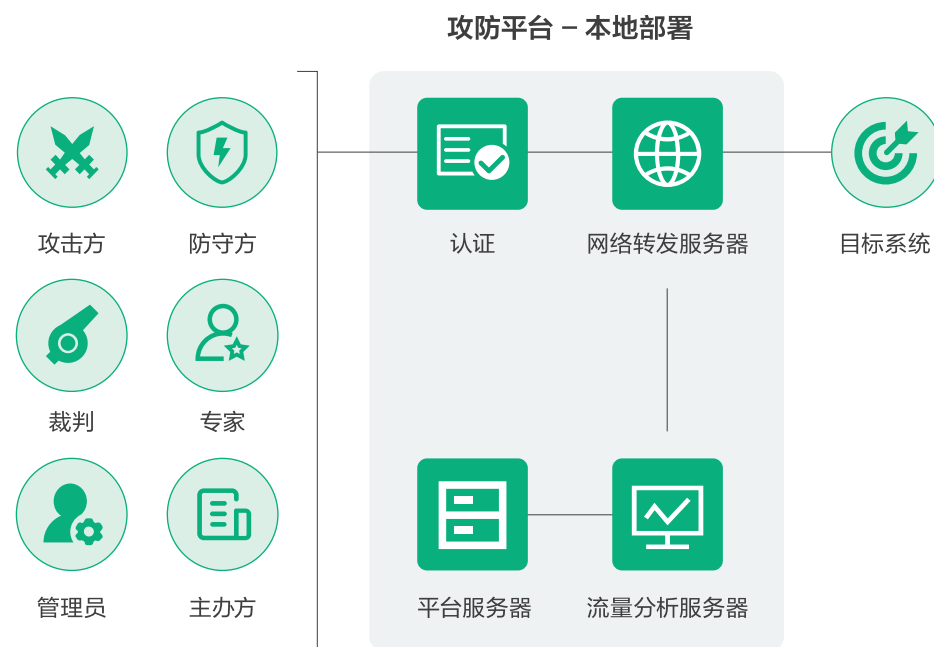 攻防平台 – 本地部署
攻击方
防守方
认证
网络转发服务器
目标系统
裁判
专家
管理员
主办方
平台服务器
流量分析服务器